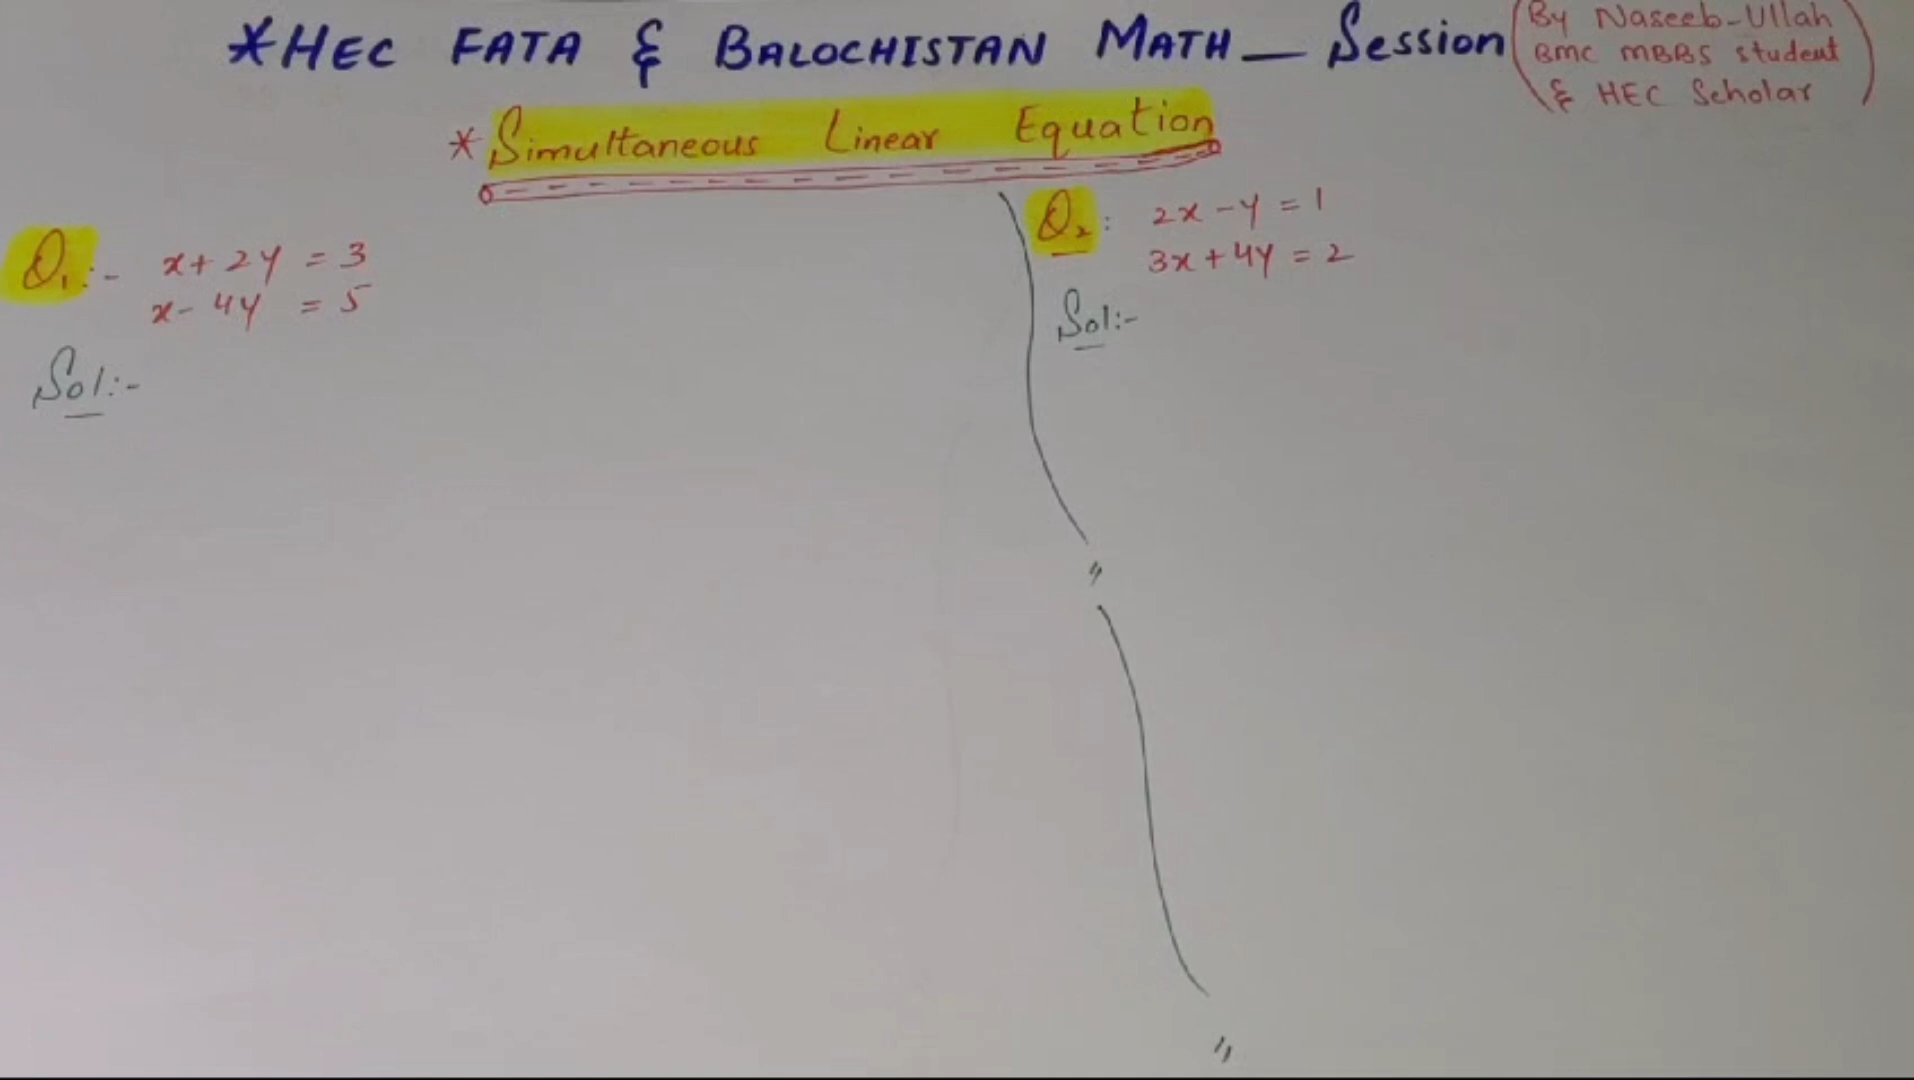 *HEC FATA & BALOCHISTAN MATH_ Session
(By Naseeb-Ullah
BMC MBBS student
& HEC Scholar)
*Simultaneous Linear Equation
Q1:- x+2y = 3
x-4y = 5
Sol:-
Q2: 2x-y=1
3x+4y=2
Sol:-